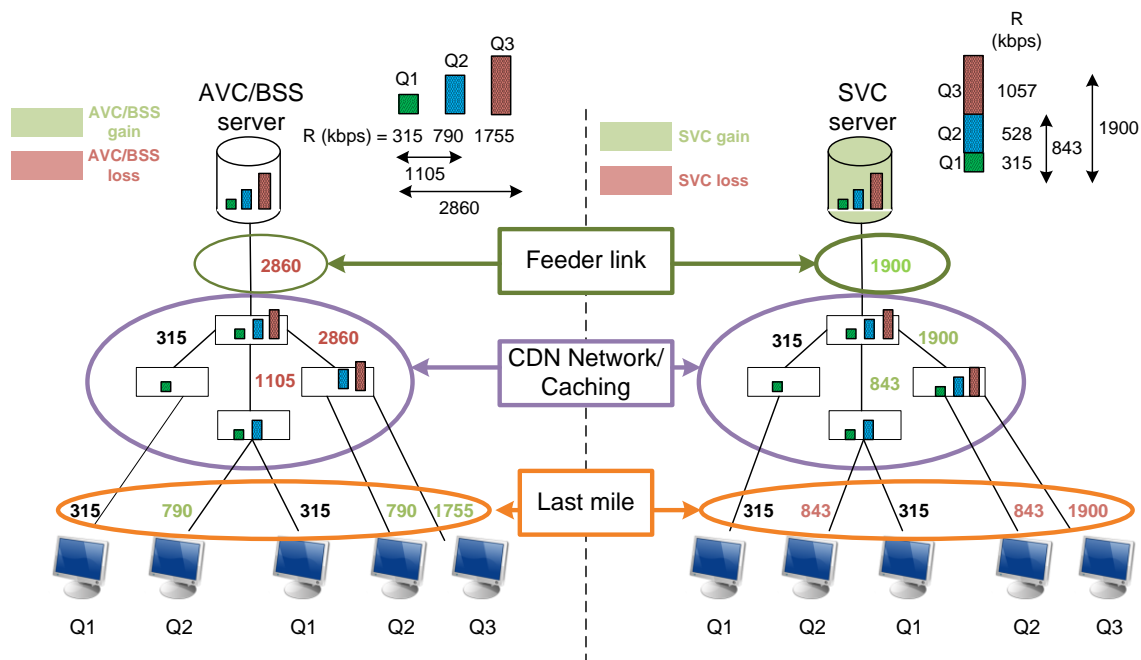 AVC/BSS
gain
AVC/BSS
loss
AVC/BSS
server
Q1
Q2
Q3
R (kbps) = 315 790 1755
1105
2860
SVC gain
SVC loss
SVC
server
R
(kbps)
Q3 1057
Q2 528
Q1 315
843
1900
2860
Feeder link
1900
315
2860
1105
CDN Network/
Caching
315
1900
843
315 790 315 790 1755
Last mile
315 843 315 843 1900
Q1 Q2 Q1 Q2 Q3
Q1 Q2 Q1 Q2 Q3